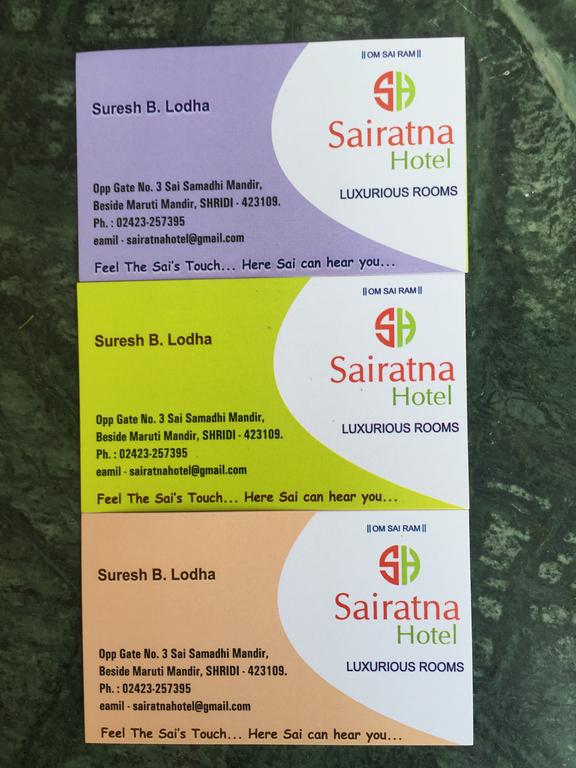 || OM SAI RAM ||
SH
Sairatna
Hotel
LUXURIOUS ROOMS
Suresh B. Lodha
Opp Gate No. 3 Sai Samadhi Mandir,
Beside Maruti Mandir, SHRIDI - 423109.
Ph. : 02423-257395
eamil - sairatnahotel@gmail.com
Feel The Sai's Touch... Here Sai can hear you...
|| OM SAI RAM ||
SH
Sairatna
Hotel
LUXURIOUS ROOMS
Suresh B. Lodha
Opp Gate No. 3 Sai Samadhi Mandir,
Beside Maruti Mandir, SHRIDI - 423109.
Ph. : 02423-257395
eamil - sairatnahotel@gmail.com
Feel The Sai's Touch... Here Sai can hear you...
|| OM SAI RAM ||
SH
Sairatna
Hotel
LUXURIOUS ROOMS
Suresh B. Lodha
Opp Gate No. 3 Sai Samadhi Mandir,
Beside Maruti Mandir, SHRIDI - 423109.
Ph. : 02423-257395
eamil - sairatnahotel@gmail.com
Feel The Sai's Touch... Here Sai can hear you...